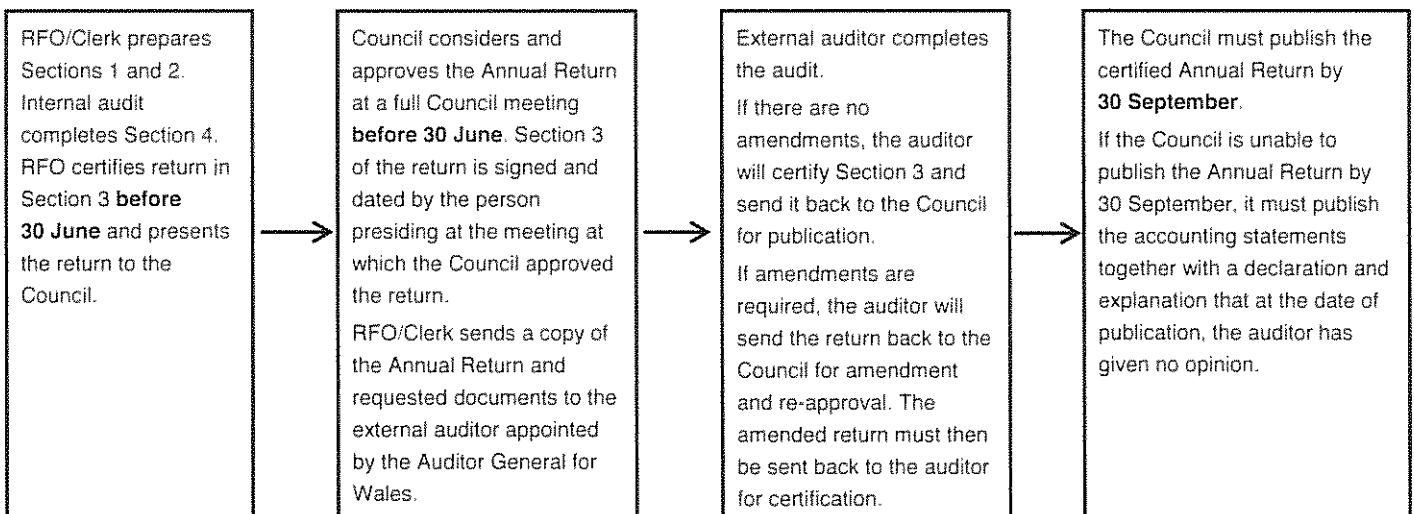 RFO/Clerk prepares
Sections 1 and 2.
Internal audit
completes Section 4.
RFO certifies return in
Section 3 before
30 June and presents
the return to the
Council.
Council considers and
approves the Annual Return
at a full Council meeting
before 30 June. Section 3
of the return is signed and
dated by the person
presiding at the meeting at
which the Council approved
the return.
RFO/Clerk sends a copy of
the Annual Return and
requested documents to the
external auditor appointed
by the Auditor General for
Wales.
External auditor completes
the audit.
If there are no
amendments, the auditor
will certify Section 3 and
send it back to the Council
for publication.
If amendments are
required, the auditor will
send the return back to the
Council for amendment
and re-approval. The
amended return must then
be sent back to the auditor
for certification.
The Council must publish the
certified Annual Return by
30 September.
If the Council is unable to
publish the Annual Return by
30 September, it must publish
the accounting statements
together with a declaration and
explanation that at the date of
publication, the auditor has
given no opinion.